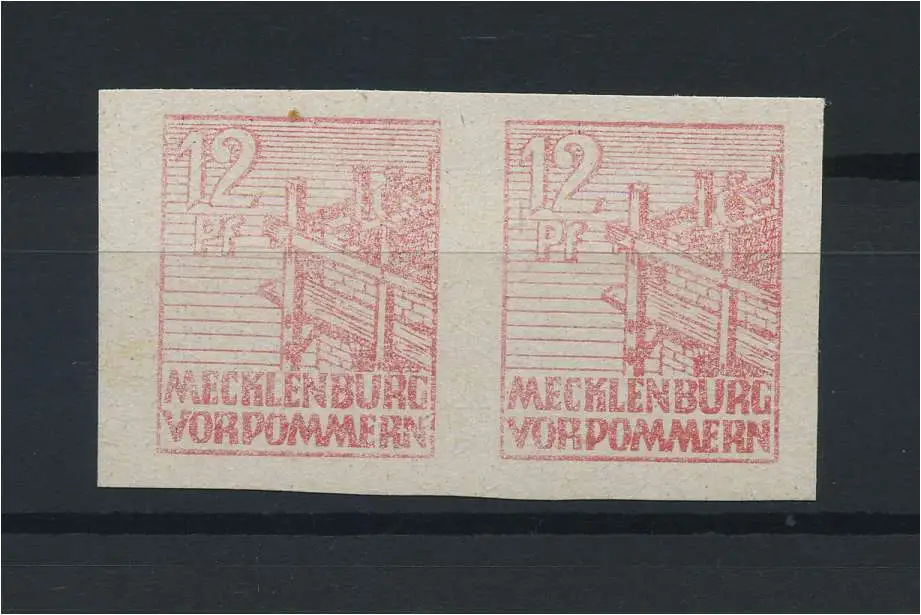 12
Pf
MECKLENBURG
VORPOMMERN
12
Pf
MECKLENBURG
VORPOMMERN